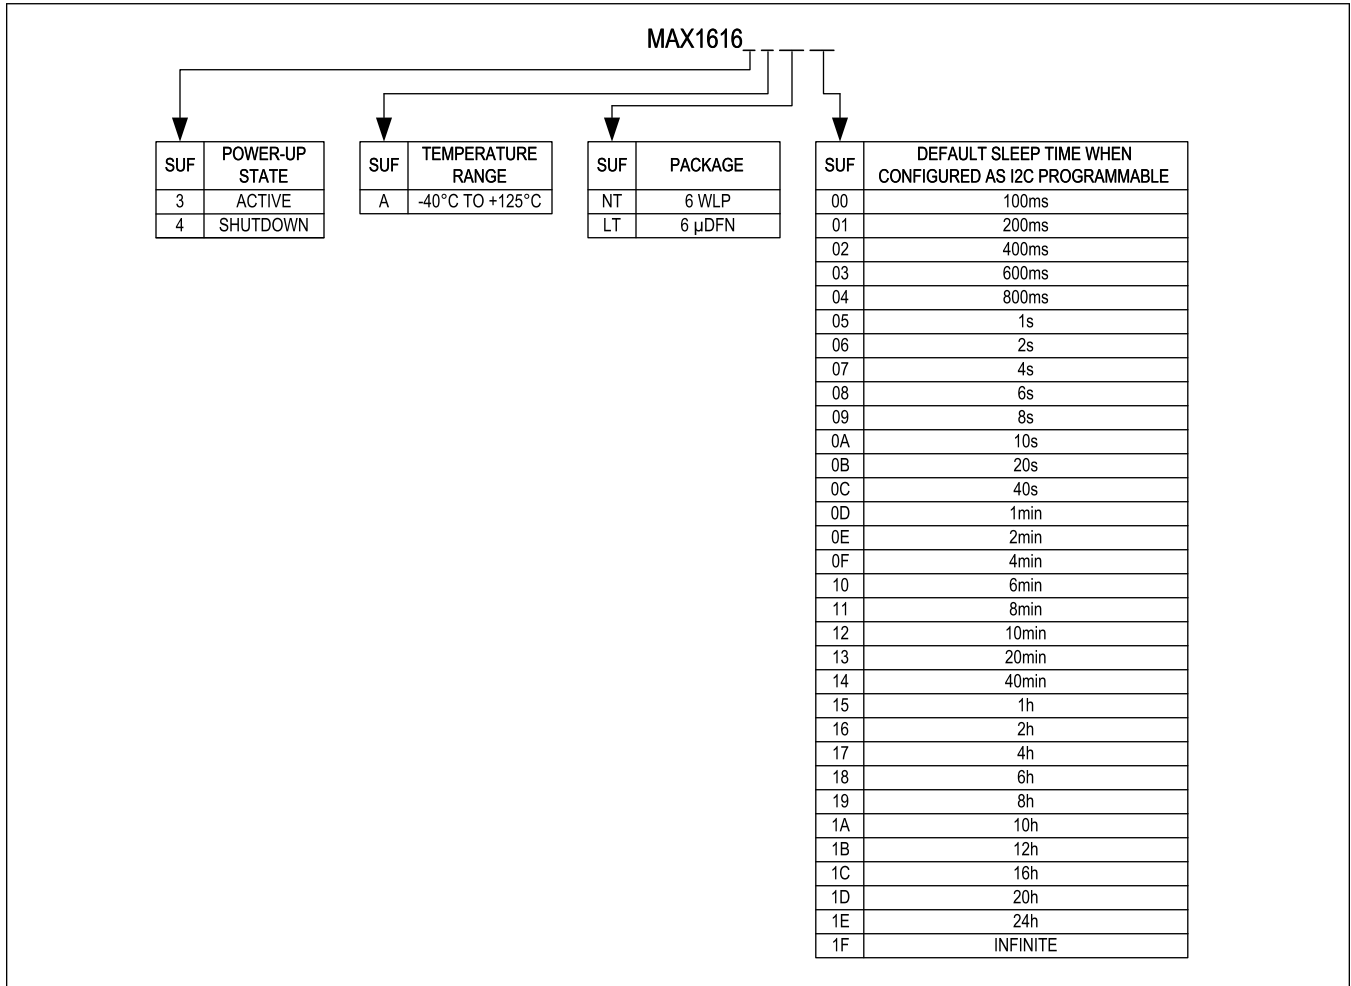 MAX1616_ _ __ __
SUF POWER-UP STATE
3 ACTIVE
4 SHUTDOWN
SUF TEMPERATURE RANGE
A -40°C TO +125°C
SUF PACKAGE
NT 6 WLP
LT 6 µDFN
SUF DEFAULT SLEEP TIME WHEN CONFIGURED AS I2C PROGRAMMABLE
00 100ms
01 200ms
02 400ms
03 600ms
04 800ms
05 1s
06 2s
07 4s
08 6s
09 8s
0A 10s
0B 20s
0C 40s
0D 1min
0E 2min
0F 4min
10 6min
11 8min
12 10min
13 20min
14 40min
15 1h
16 2h
17 4h
18 6h
19 8h
1A 10h
1B 12h
1C 16h
1D 20h
1E 24h
1F INFINITE